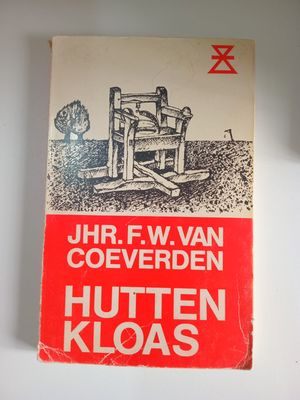 JHR. F. W. VAN
COEVERDEN
HUTTEN
KLOAS